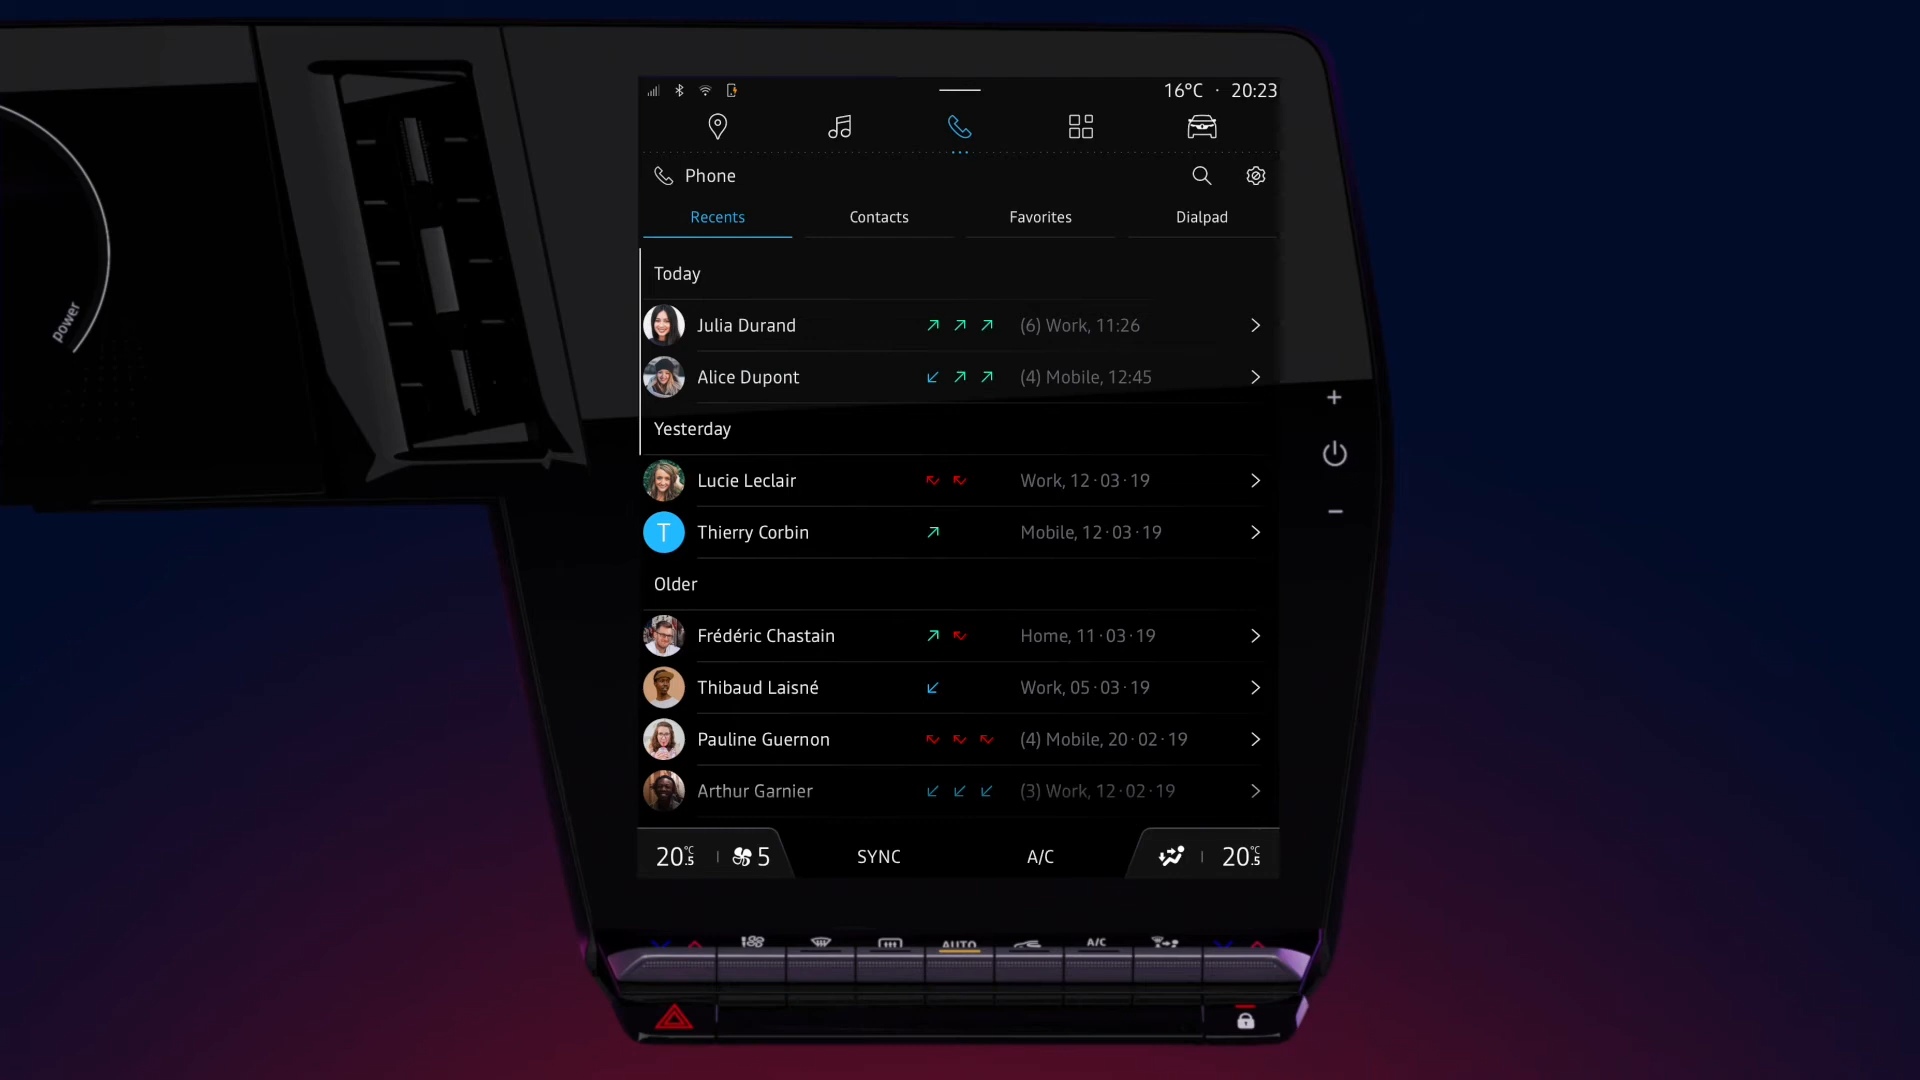 16°C · 20:23
Phone
Recents Contacts Favorites Dialpad
Today
Julia Durand (6) Work, 11:26
Alice Dupont (4) Mobile, 12:45
Yesterday
Lucie Leclair Work, 12·03·19
T Thierry Corbin Mobile, 12·03·19
Older
Frédéric Chastain Home, 11·03·19
Thibaud Laisné Work, 05·03·19
Pauline Guernon (4) Mobile, 20·02·19
Arthur Garnier (3) Work, 12·02·19
20.5°C 5 SYNC A/C 20.5°C
AUTO A/C
power